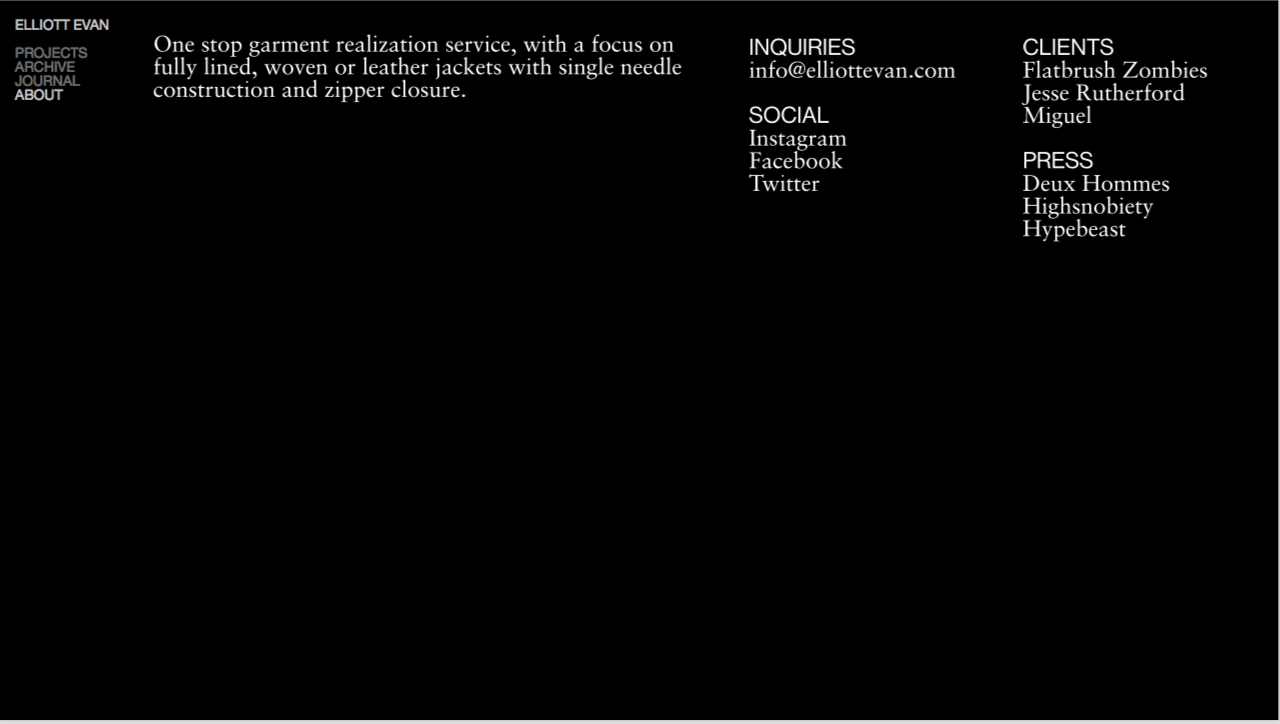 ELLIOTT EVAN
PROJECTS
ARCHIVE
JOURNAL
ABOUT
One stop garment realization service, with a focus on
fully lined, woven or leather jackets with single needle
construction and zipper closure.
INQUIRIES
info@elliottevan.com
SOCIAL
Instagram
Facebook
Twitter
CLIENTS
Flatbrush Zombies
Jesse Rutherford
Miguel
PRESS
Deux Hommes
Highsnobiety
Hypebeast